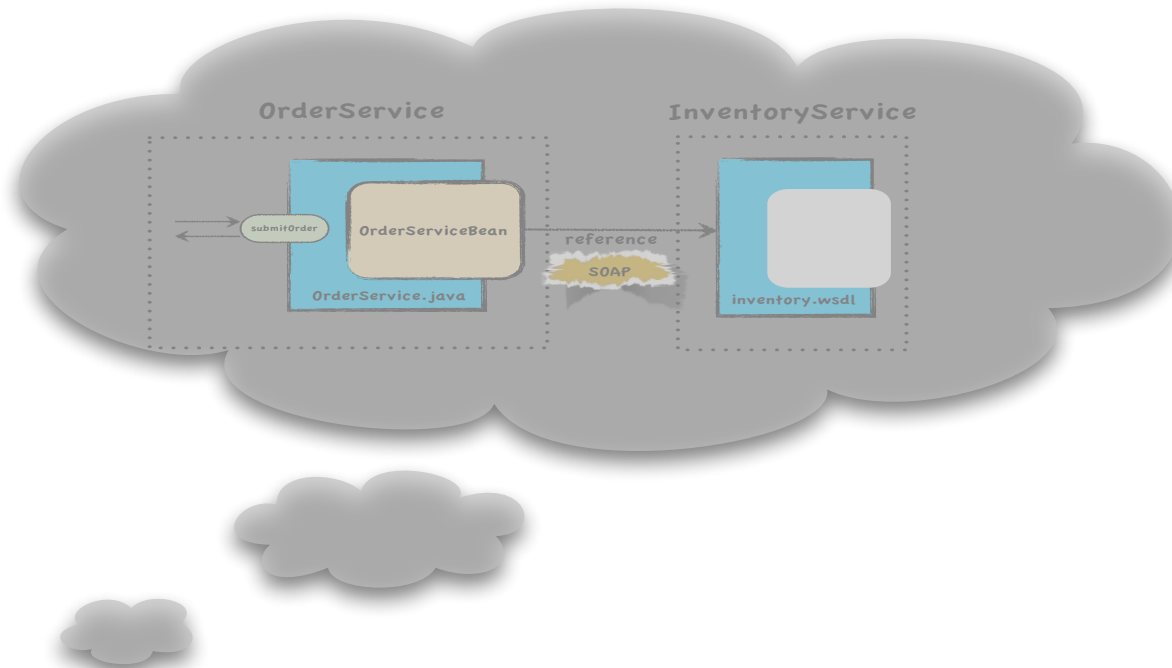 OrderService
InventoryService
submitOrder
OrderServiceBean
reference
SOAP
OrderService.java
inventory.wsdl